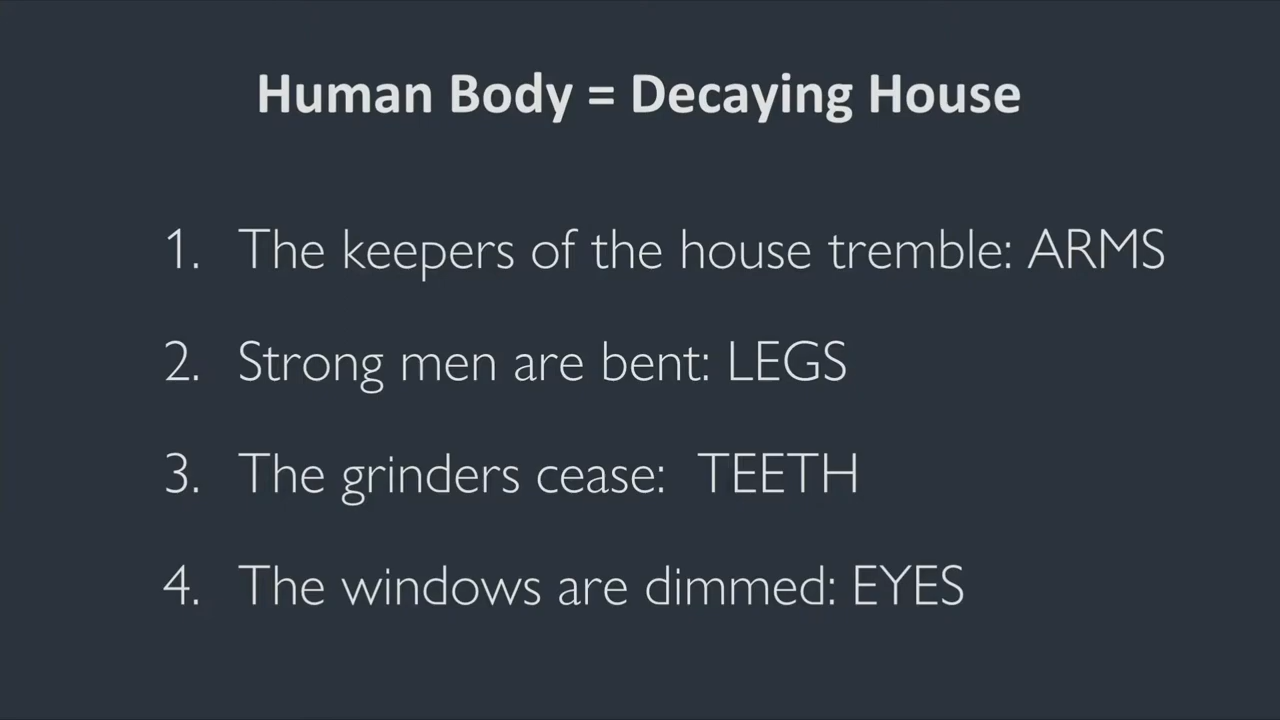 Human Body = Decaying House
1. The keepers of the house tremble: ARMS
2. Strong men are bent: LEGS
3. The grinders cease: TEETH
4. The windows are dimmed: EYES